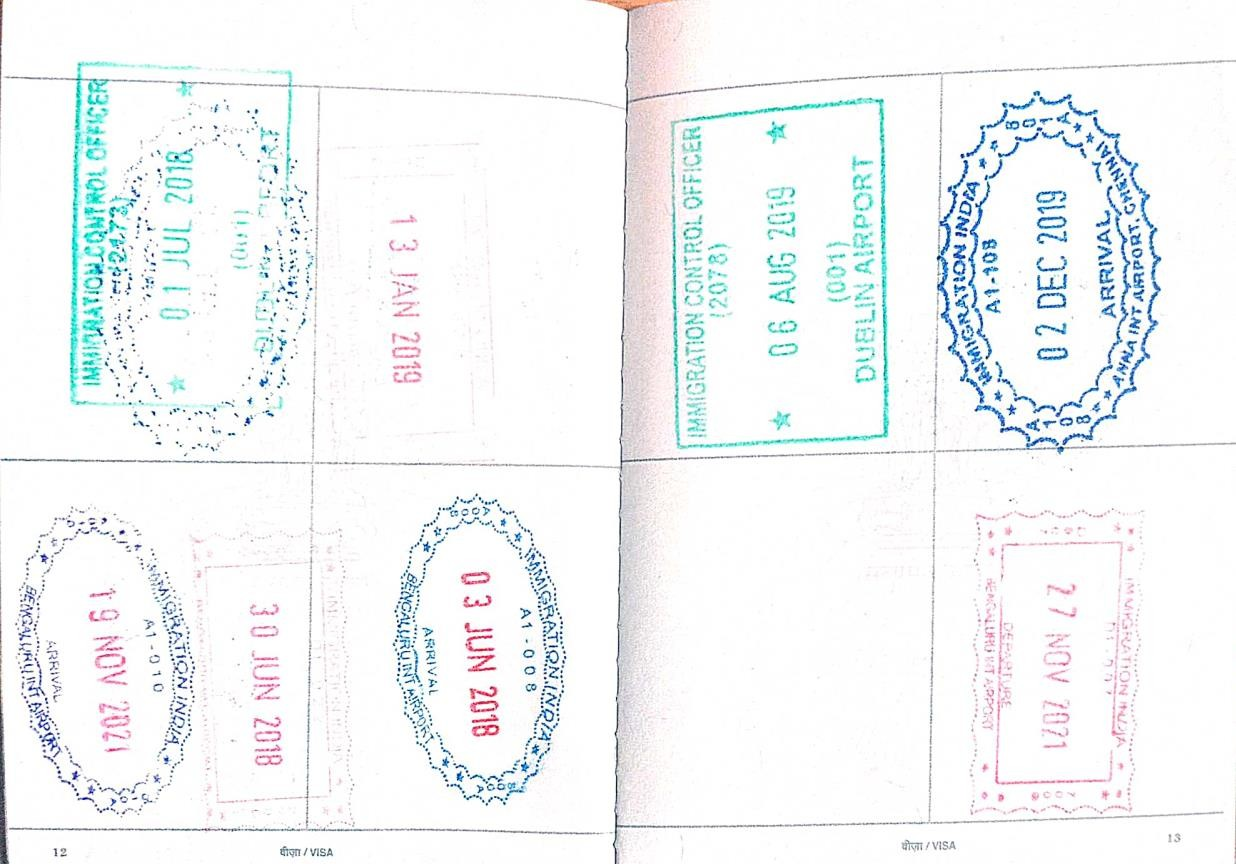 IMMIGRATION CONTROL OFFICER
01 JUL 2018
(001)
13 JAN 2019
IMMIGRATION INDIA
A1-010
19 NOV 2021
ARRIVAL
BENGALURU INT AIRPORT
30 JUN 2018
A008
IMMIGRATION INDIA
A1-008
03 JUN 2018
ARRIVAL
BENGALURU INT AIRPORT
12
वीज़ा / VISA
IMMIGRATION CONTROL OFFICER
(2078)
06 AUG 2019
(001)
DUBLIN AIRPORT
IMMIGRATION INDIA
A1-108
02 DEC 2019
ARRIVAL
ANNA INT AIRPORT, CHENNAI
A108
IMMIGRATION INDIA
27 NOV 2021
DEPARTURE
BENGALURU INT AIRPORT
वीज़ा / VISA
13